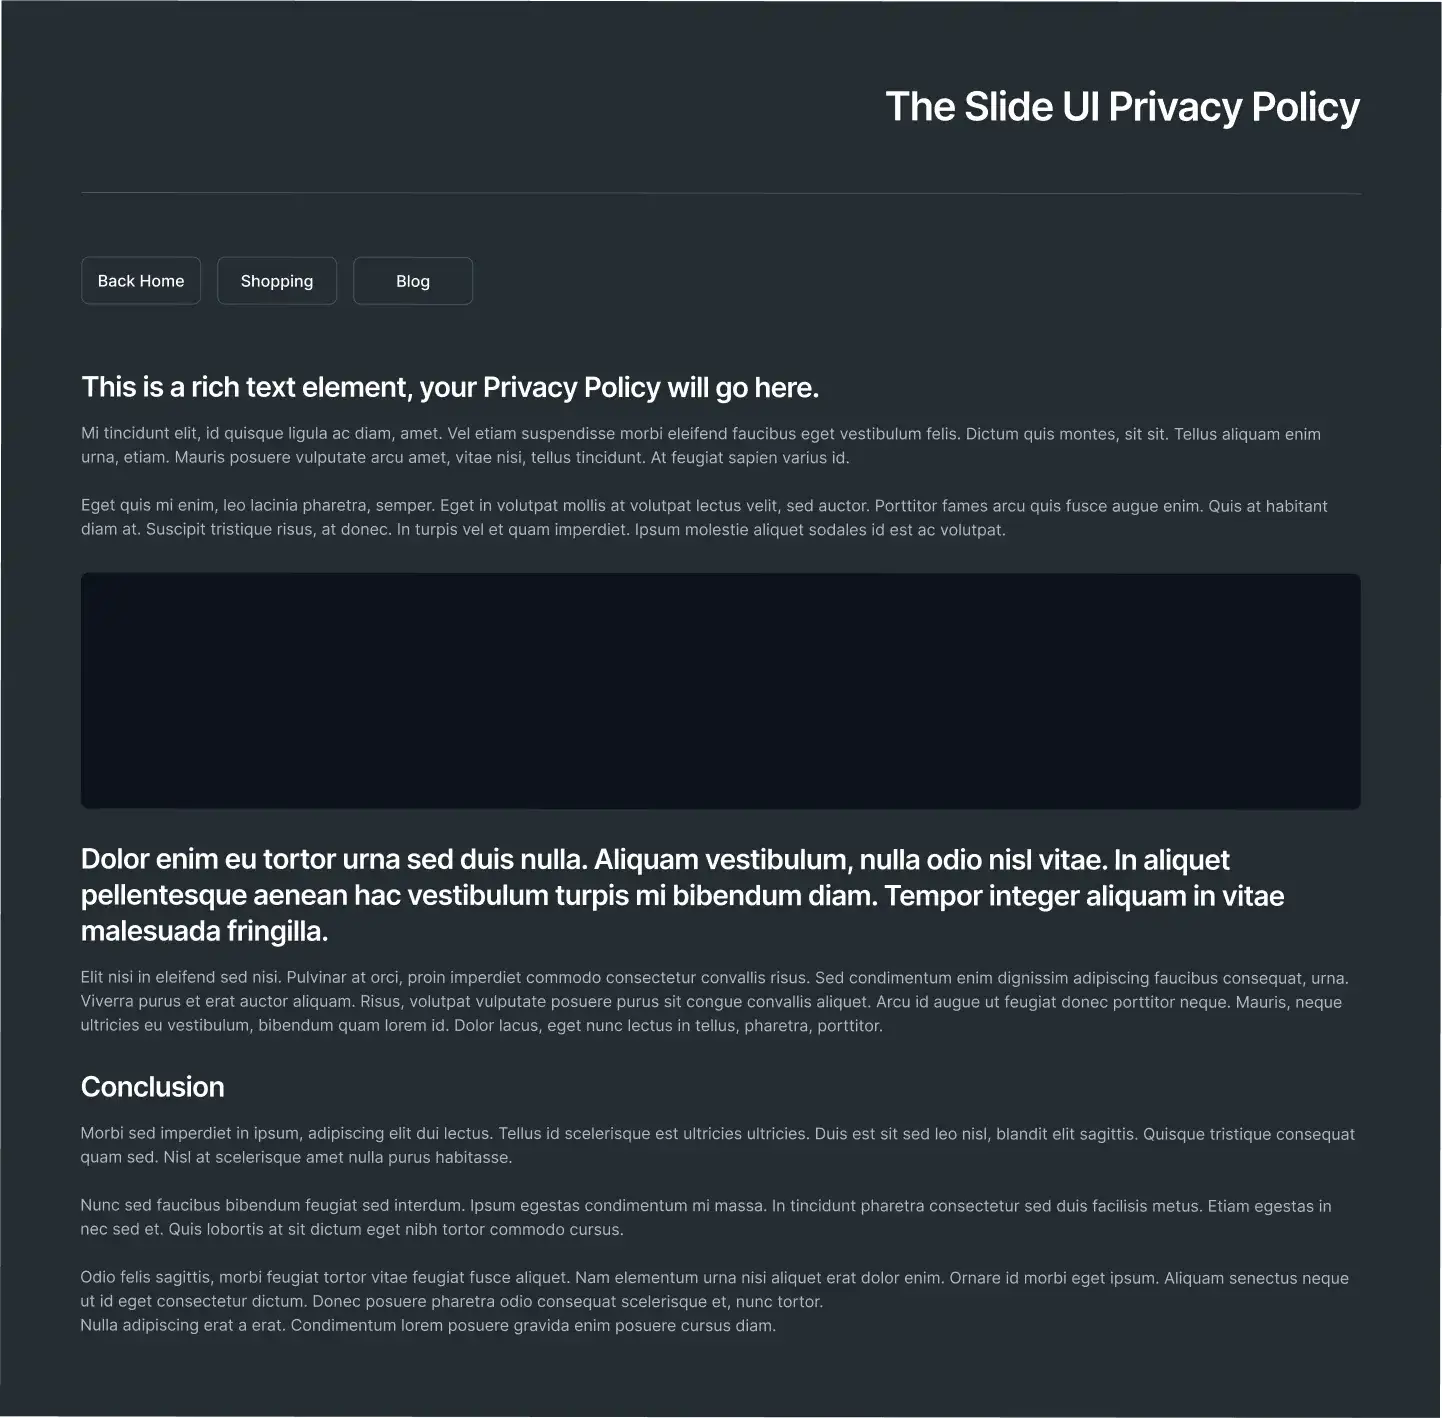 The Slide UI Privacy Policy
Back Home
Shopping
Blog
This is a rich text element, your Privacy Policy will go here.
Mi tincidunt elit, id quisque ligula ac diam, amet. Vel etiam suspendisse morbi eleifend faucibus eget vestibulum felis. Dictum quis montes, sit sit. Tellus aliquam enim
urna, etiam. Mauris posuere vulputate arcu amet, vitae nisi, tellus tincidunt. At feugiat sapien varius id.
Eget quis mi enim, leo lacinia pharetra, semper. Eget in volutpat mollis at volutpat lectus velit, sed auctor. Porttitor fames arcu quis fusce augue enim. Quis at habitant
diam at. Suscipit tristique risus, at donec. In turpis vel et quam imperdiet. Ipsum molestie aliquet sodales id est ac volutpat.
Dolor enim eu tortor urna sed duis nulla. Aliquam vestibulum, nulla odio nisl vitae. In aliquet
pellentesque aenean hac vestibulum turpis mi bibendum diam. Tempor integer aliquam in vitae
malesuada fringilla.
Elit nisi in eleifend sed nisi. Pulvinar at orci, proin imperdiet commodo consectetur convallis risus. Sed condimentum enim dignissim adipiscing faucibus consequat, urna.
Viverra purus et erat auctor aliquam. Risus, volutpat vulputate posuere purus sit congue convallis aliquet. Arcu id augue ut feugiat donec porttitor neque. Mauris, neque
ultricies eu vestibulum, bibendum quam lorem id. Dolor lacus, eget nunc lectus in tellus, pharetra, porttitor.
Conclusion
Morbi sed imperdiet in ipsum, adipiscing elit dui lectus. Tellus id scelerisque est ultricies ultricies. Duis est sit sed leo nisl, blandit elit sagittis. Quisque tristique consequat
quam sed. Nisl at scelerisque amet nulla purus habitasse.
Nunc sed faucibus bibendum feugiat sed interdum. Ipsum egestas condimentum mi massa. In tincidunt pharetra consectetur sed duis facilisis metus. Etiam egestas in
nec sed et. Quis lobortis at sit dictum eget nibh tortor commodo cursus.
Odio felis sagittis, morbi feugiat tortor vitae feugiat fusce aliquet. Nam elementum urna nisi aliquet erat dolor enim. Ornare id morbi eget ipsum. Aliquam senectus neque
ut id eget consectetur dictum. Donec posuere pharetra odio consequat scelerisque et, nunc tortor.
Nulla adipiscing erat a erat. Condimentum lorem posuere gravida enim posuere cursus diam.